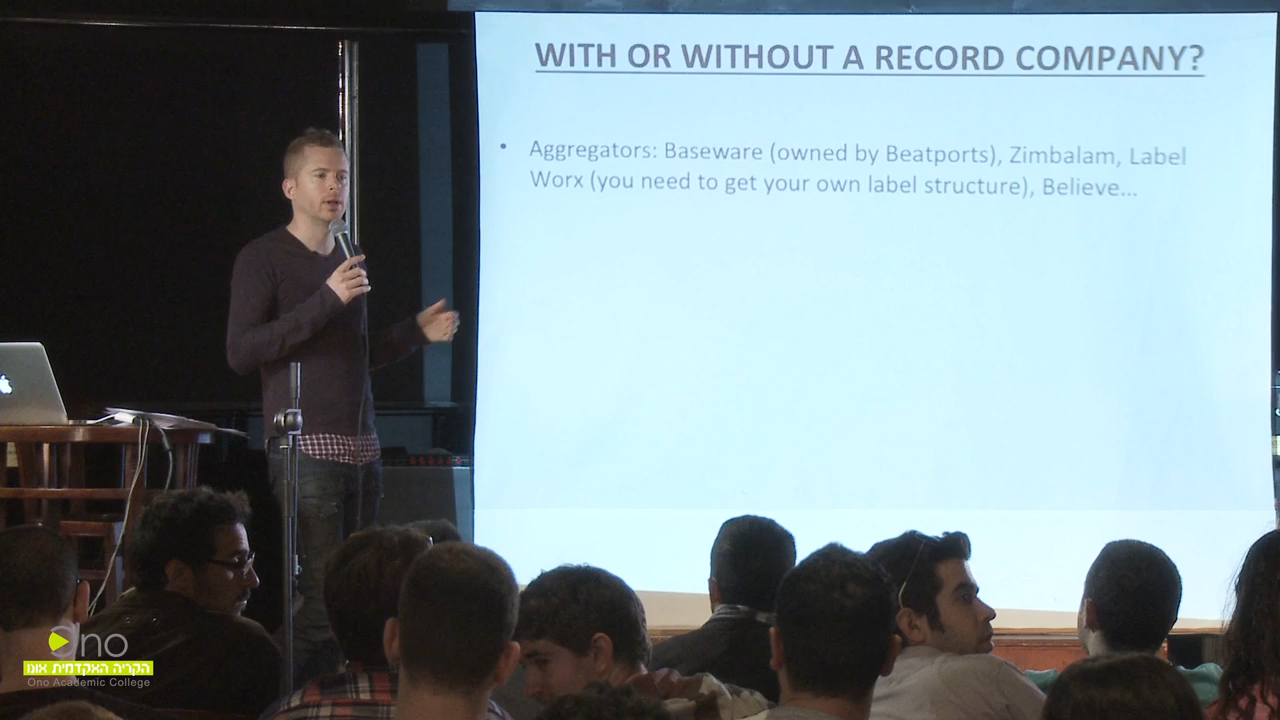 WITH OR WITHOUT A RECORD COMPANY?
• Aggregators: Baseware (owned by Beatports), Zimbalam, Label
Worx (you need to get your own label structure), Believe...
ono
הקריה האקדמית אונו
Ono Academic College